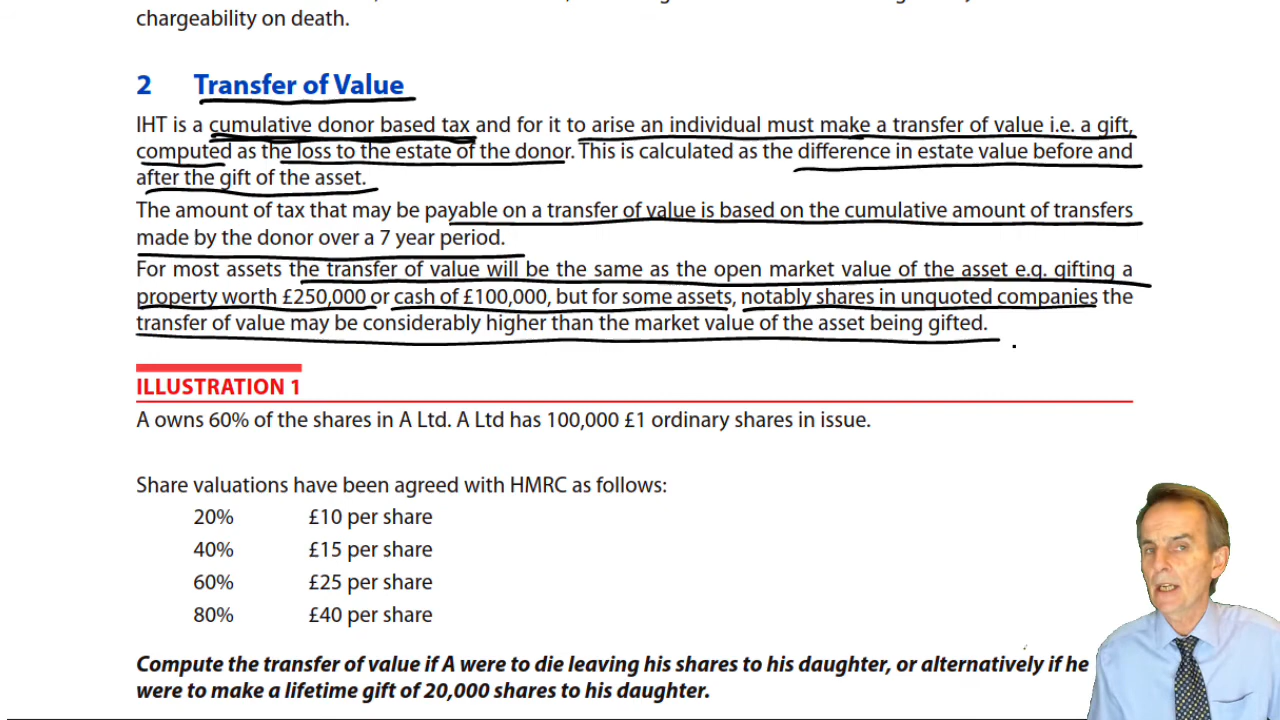 chargeability on death.
2 Transfer of Value
IHT is a cumulative donor based tax and for it to arise an individual must make a transfer of value i.e. a gift,
computed as the loss to the estate of the donor. This is calculated as the difference in estate value before and
after the gift of the asset.
The amount of tax that may be payable on a transfer of value is based on the cumulative amount of transfers
made by the donor over a 7 year period.
For most assets the transfer of value will be the same as the open market value of the asset e.g. gifting a
property worth £250,000 or cash of £100,000, but for some assets, notably shares in unquoted companies the
transfer of value may be considerably higher than the market value of the asset being gifted.
ILLUSTRATION 1
A owns 60% of the shares in A Ltd. A Ltd has 100,000 £1 ordinary shares in issue.
Share valuations have been agreed with HMRC as follows:
20% £10 per share
40% £15 per share
60% £25 per share
80% £40 per share
Compute the transfer of value if A were to die leaving his shares to his daughter, or alternatively if he
were to make a lifetime gift of 20,000 shares to his daughter.